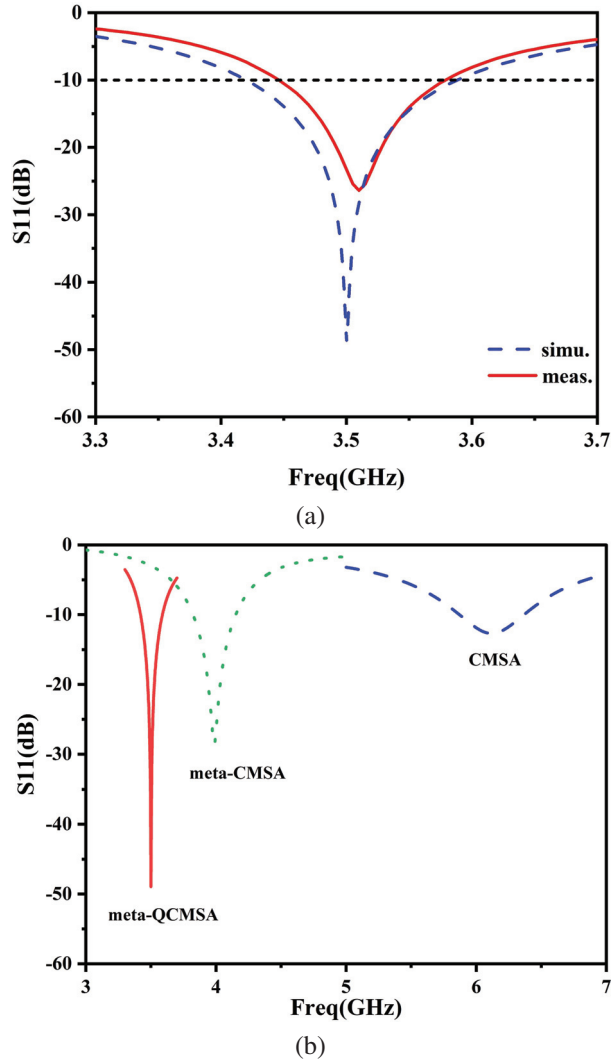 0
-10
-20
-30
-40
-50
-60
S11(dB)
simu.
meas.
3.3 3.4 3.5 3.6 3.7
Freq(GHz)
(a)
0
-10
-20
-30
-40
-50
-60
S11(dB)
CMSA
meta-CMSA
meta-QCMSA
3 4 5 6 7
Freq(GHz)
(b)